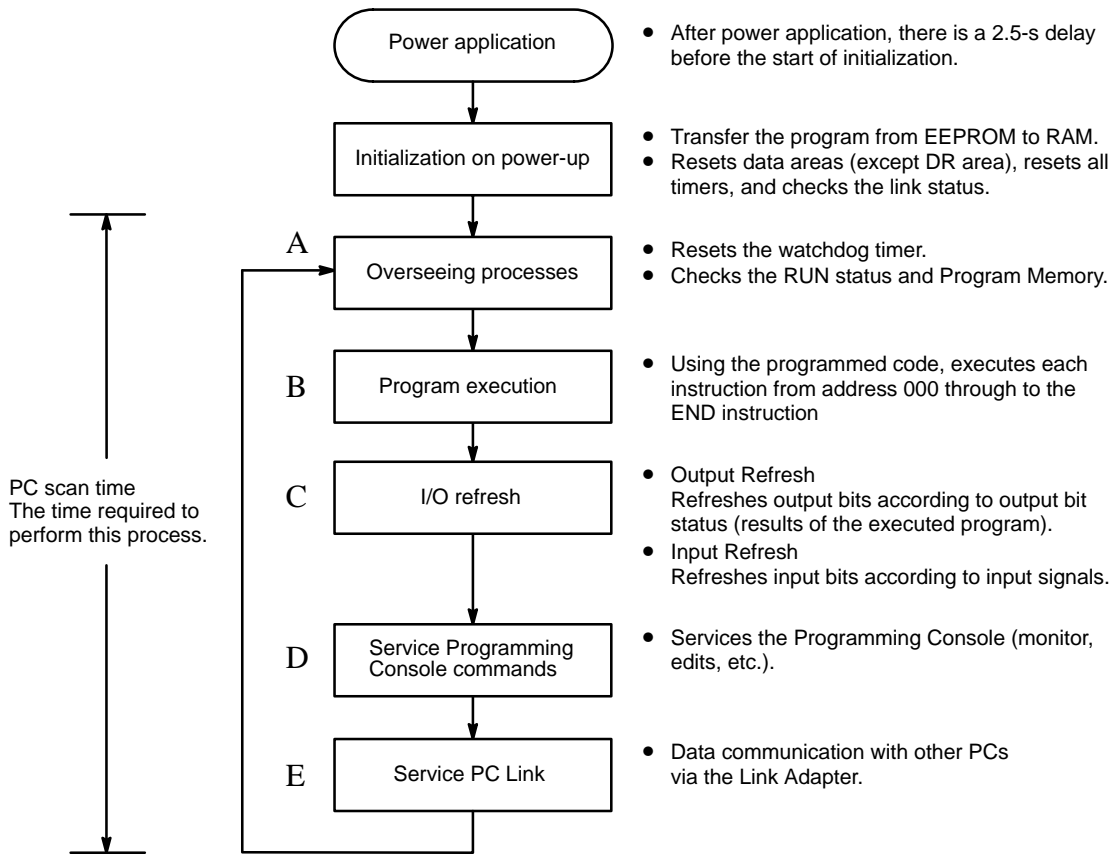 Power application
• After power application, there is a 2.5-s delay
before the start of initialization.
Initialization on power-up
• Transfer the program from EEPROM to RAM.
• Resets data areas (except DR area), resets all
timers, and checks the link status.
A
Overseeing processes
• Resets the watchdog timer.
• Checks the RUN status and Program Memory.
B
Program execution
• Using the programmed code, executes each
instruction from address 000 through to the
END instruction
PC scan time
The time required to
perform this process.
C
I/O refresh
• Output Refresh
Refreshes output bits according to output bit
status (results of the executed program).
• Input Refresh
Refreshes input bits according to input signals.
D
Service Programming
Console commands
• Services the Programming Console (monitor,
edits, etc.).
E
Service PC Link
• Data communication with other PCs
via the Link Adapter.